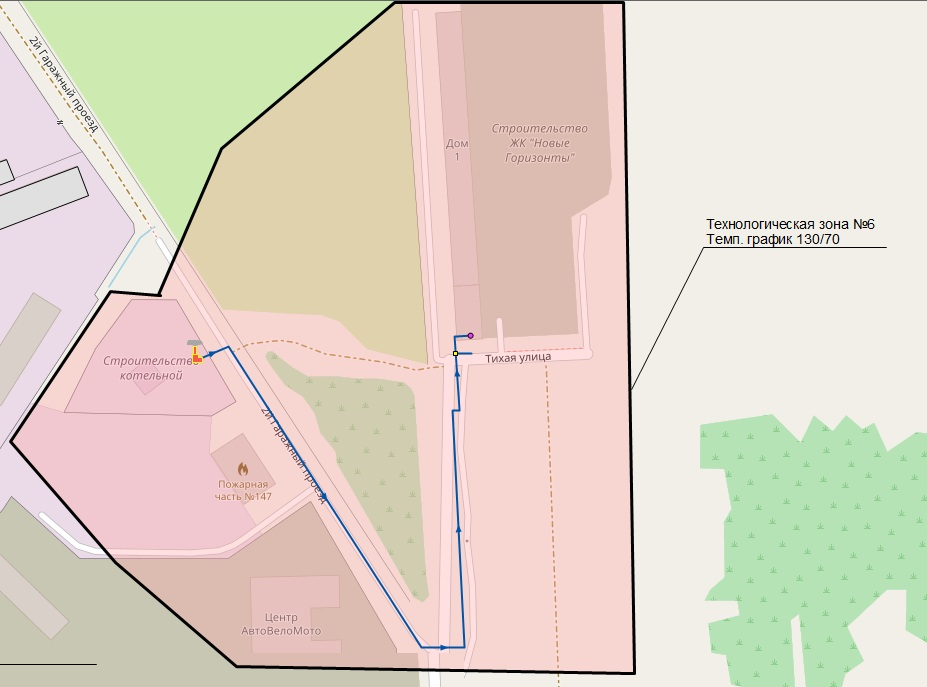 2й Гаражный проезд
Строительство
ЖК "Новые
Горизонты"
Дом
1
Технологическая зона №6
Темп. график 130/70
Строительство
котельной
Тихая улица
2й Гаражный проезд
Пожарная
часть №147
Центр
АвтоВелоМото